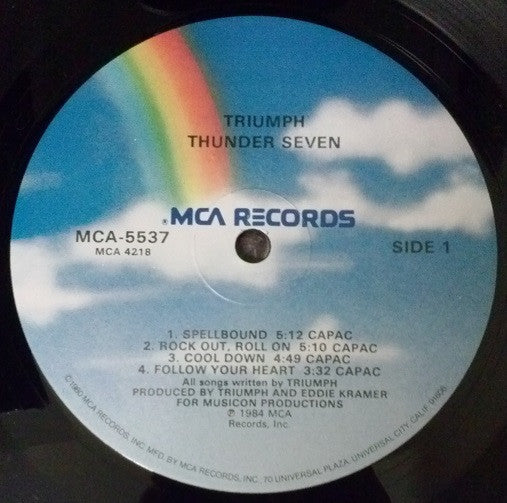 TRIUMPH
THUNDER SEVEN
® MCA RECORDS
MCA-5537
MCA 4218
SIDE 1
1. SPELLBOUND 5:12 CAPAC
2. ROCK OUT, ROLL ON 5:10 CAPAC
3. COOL DOWN 4:49 CAPAC
4. FOLLOW YOUR HEART 3:32 CAPAC
All songs written by TRIUMPH
PRODUCED BY TRIUMPH AND EDDIE KRAMER
FOR MUSICON PRODUCTIONS
℗ 1984 MCA
Records, Inc.
©1980 MCA RECORDS, INC. MFD. BY MCA RECORDS, INC. 70 UNIVERSAL PLAZA, UNIVERSAL CITY, CALIF. 91608